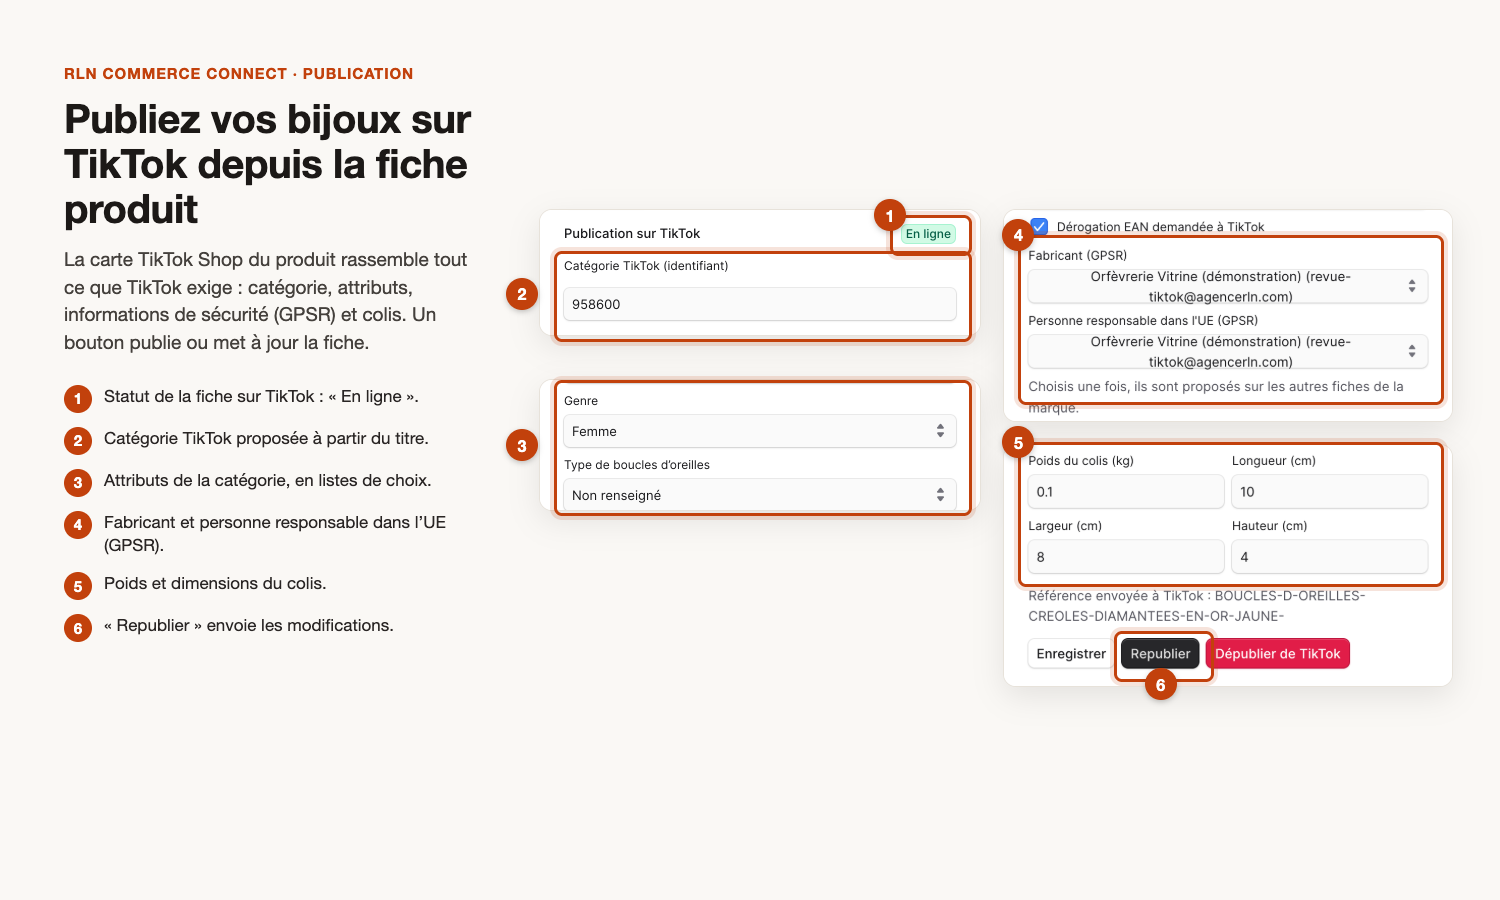 RLN COMMERCE CONNECT · PUBLICATION
Publiez vos bijoux sur
TikTok depuis la fiche
produit
La carte TikTok Shop du produit rassemble tout
ce que TikTok exige : catégorie, attributs,
informations de sécurité (GPSR) et colis. Un
bouton publie ou met à jour la fiche.
1 Statut de la fiche sur TikTok : « En ligne ».
2 Catégorie TikTok proposée à partir du titre.
3 Attributs de la catégorie, en listes de choix.
4 Fabricant et personne responsable dans l’UE
(GPSR).
5 Poids et dimensions du colis.
6 « Republier » envoie les modifications.
1
Publication sur TikTok En ligne
2
Catégorie TikTok (identifiant)
958600
3
Genre
Femme
Type de boucles d’oreilles
Non renseigné
4
Dérogation EAN demandée à TikTok
Fabricant (GPSR)
Orfèvrerie Vitrine (démonstration) (revue-
tiktok@agencerln.com)
Personne responsable dans l'UE (GPSR)
Orfèvrerie Vitrine (démonstration) (revue-
tiktok@agencerln.com)
Choisis une fois, ils sont proposés sur les autres fiches de la
marque.
5
Poids du colis (kg) Longueur (cm)
0.1 10
Largeur (cm) Hauteur (cm)
8 4
Référence envoyée à TikTok : BOUCLES-D-OREILLES-
CREOLES-DIAMANTEES-EN-OR-JAUNE-
Enregistrer Republier Dépublier de TikTok
6